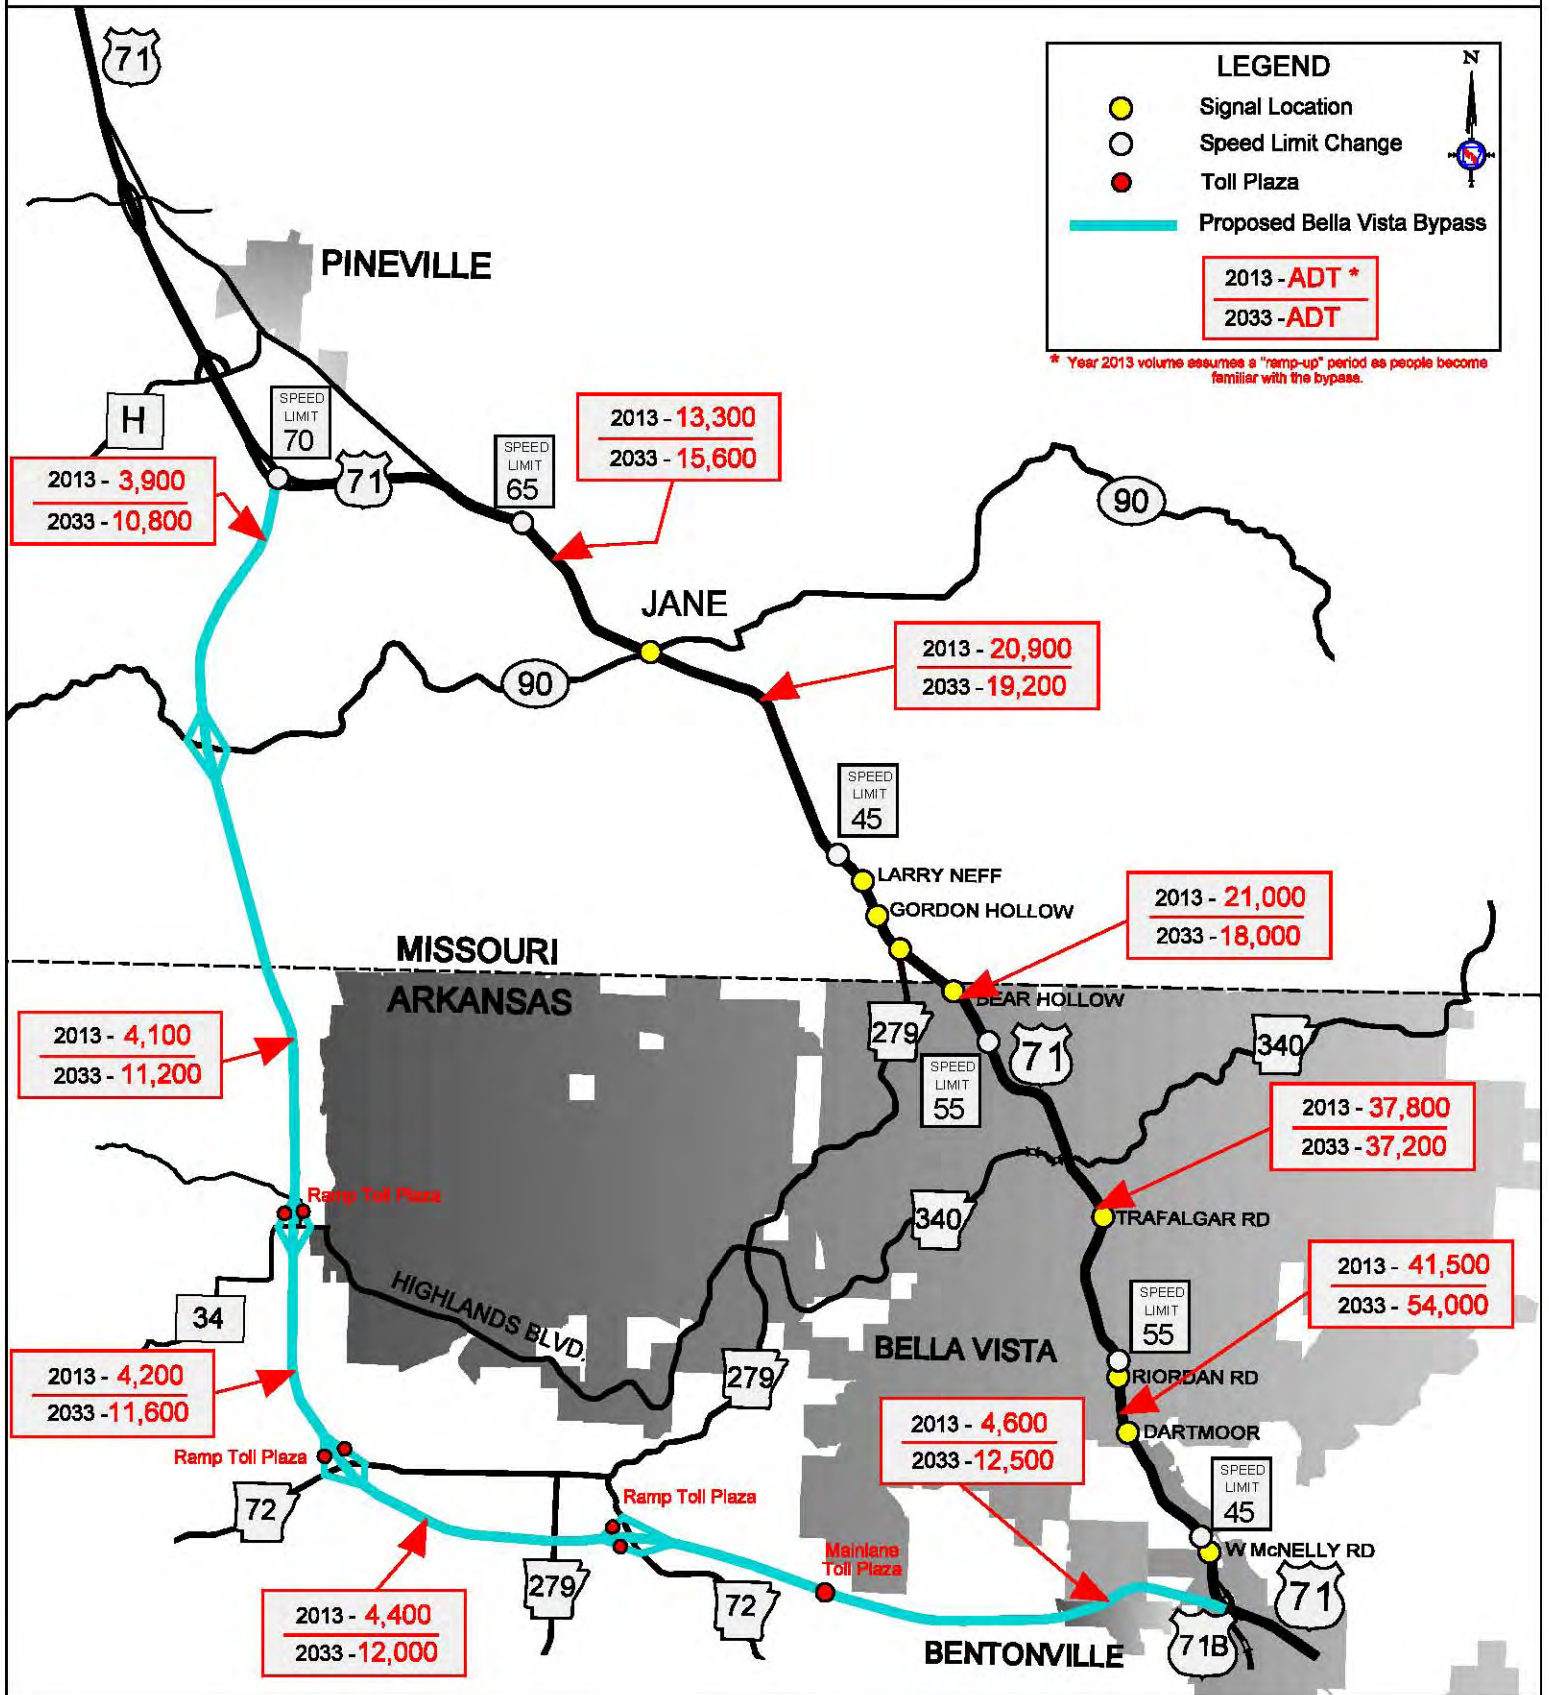 71
LEGEND
N
Signal Location
Speed Limit Change
Toll Plaza
Proposed Bella Vista Bypass
2013 - ADT *
2033 - ADT
* Year 2013 volume assumes a "ramp-up" period as people become
familiar with the bypass.
PINEVILLE
H
SPEED
LIMIT
70
71
SPEED
LIMIT
65
2013 - 13,300
2033 - 15,600
2013 - 3,900
2033 - 10,800
90
JANE
90
2013 - 20,900
2033 - 19,200
SPEED
LIMIT
45
LARRY NEFF
GORDON HOLLOW
2013 - 21,000
2033 - 18,000
MISSOURI
ARKANSAS
BEAR HOLLOW
279
71
340
SPEED
LIMIT
55
2013 - 4,100
2033 - 11,200
2013 - 37,800
2033 - 37,200
Ramp Toll Plaza
340
TRAFALGAR RD
34
HIGHLANDS BLVD.
2013 - 41,500
2033 - 54,000
SPEED
LIMIT
55
BELLA VISTA
RIORDAN RD
279
2013 - 4,200
2033 - 11,600
2013 - 4,600
2033 - 12,500
DARTMOOR
Ramp Toll Plaza
SPEED
LIMIT
45
72
Ramp Toll Plaza
W McNELLY RD
Mainlane
Toll Plaza
279
72
71
2013 - 4,400
2033 - 12,000
71B
BENTONVILLE